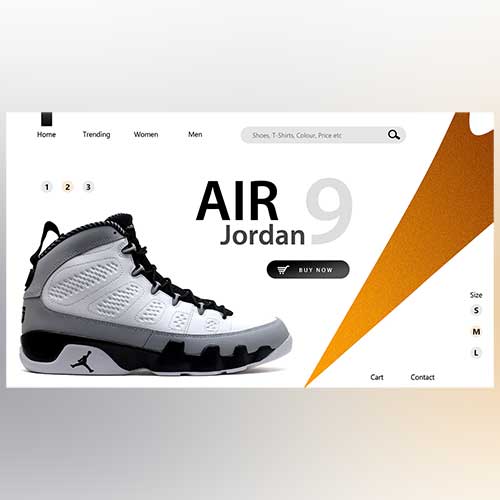 Home Trending Women Men Shoes, T-Shirts, Colour, Price etc
1 2 3
AIR 9
Jordan
BUY NOW
Size
S
M
L
Cart Contact